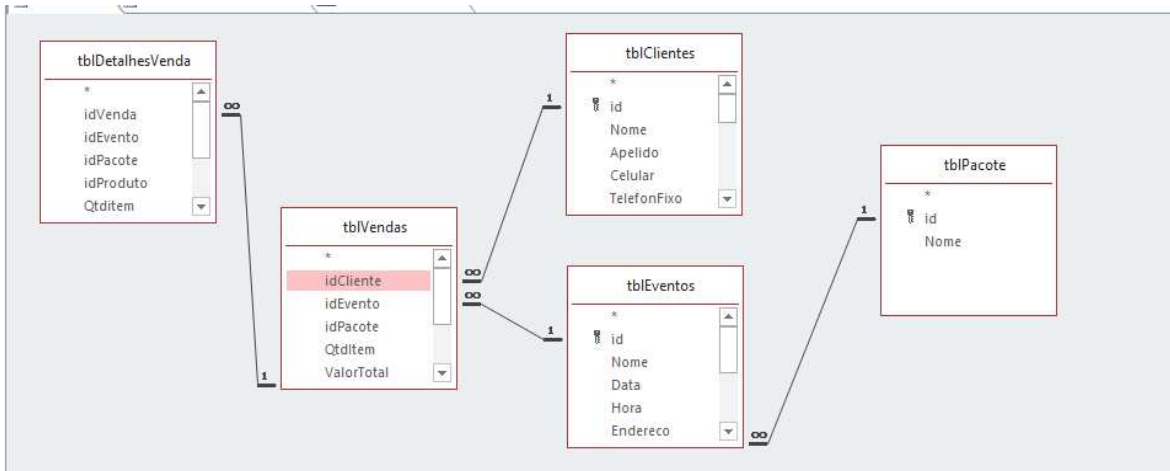 tblDetalhesVenda
*
idVenda
idEvento
idPacote
idProduto
Qtditem
∞
1
tblVendas
*
idCliente
idEvento
idPacote
QtdItem
ValorTotal
∞
∞
1
tblClientes
*
id
Nome
Apelido
Celular
TelefonFixo
1
tblEventos
*
id
Nome
Data
Hora
Endereco
∞
1
tblPacote
*
id
Nome